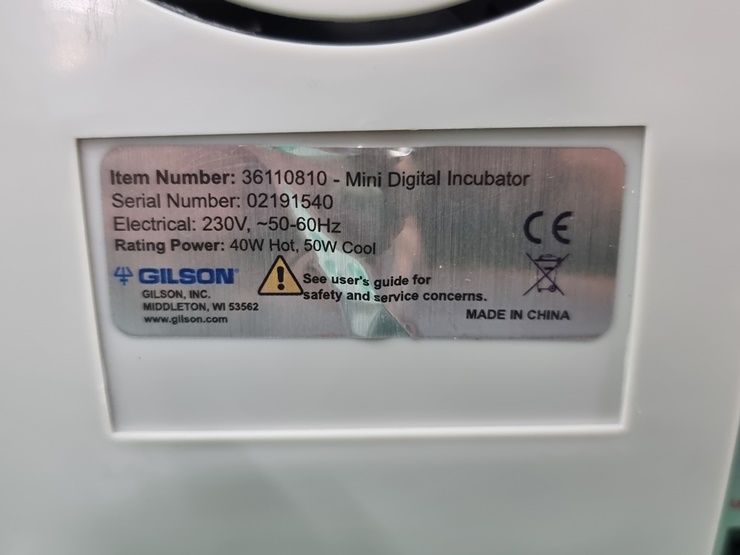 Item Number: 36110810 - Mini Digital Incubator
Serial Number: 02191540
Electrical: 230V, ~50-60Hz
Rating Power: 40W Hot, 50W Cool
GILSON®
GILSON, INC.
MIDDLETON, WI 53562
www.gilson.com
See user's guide for
safety and service concerns.
CE
MADE IN CHINA